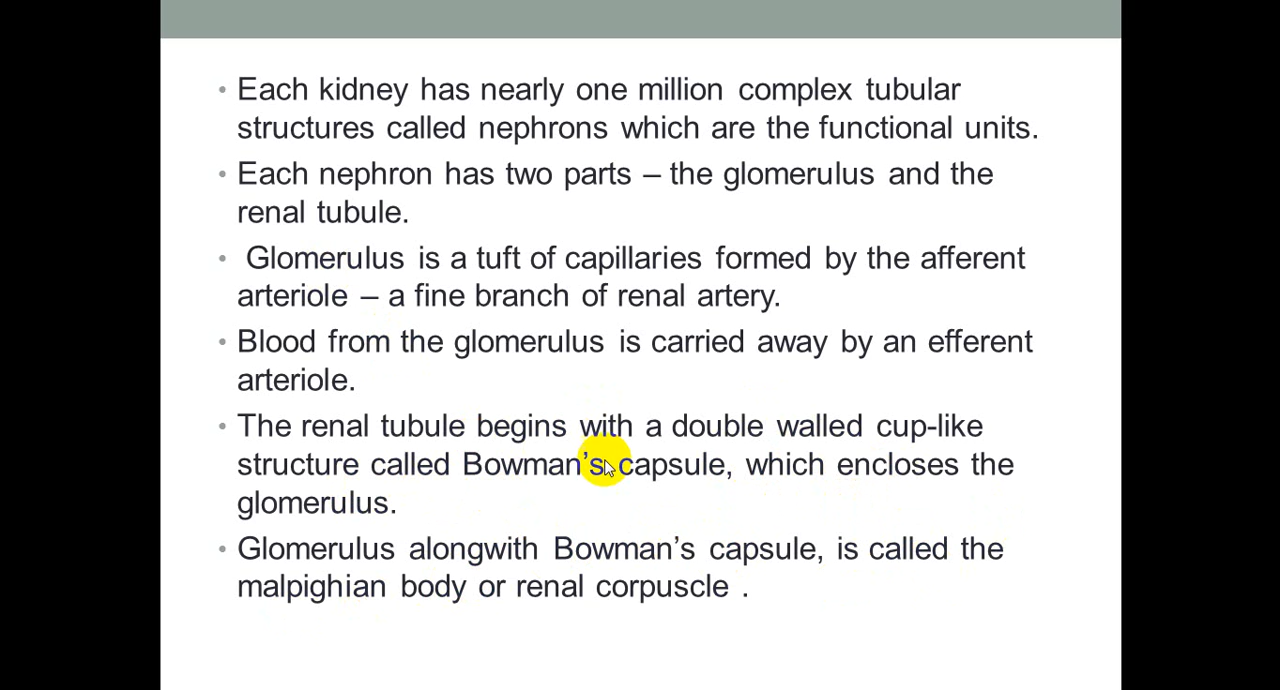 • Each kidney has nearly one million complex tubular
structures called nephrons which are the functional units.
• Each nephron has two parts – the glomerulus and the
renal tubule.
• Glomerulus is a tuft of capillaries formed by the afferent
arteriole – a fine branch of renal artery.
• Blood from the glomerulus is carried away by an efferent
arteriole.
• The renal tubule begins with a double walled cup-like
structure called Bowman’s capsule, which encloses the
glomerulus.
• Glomerulus alongwith Bowman’s capsule, is called the
malpighian body or renal corpuscle .